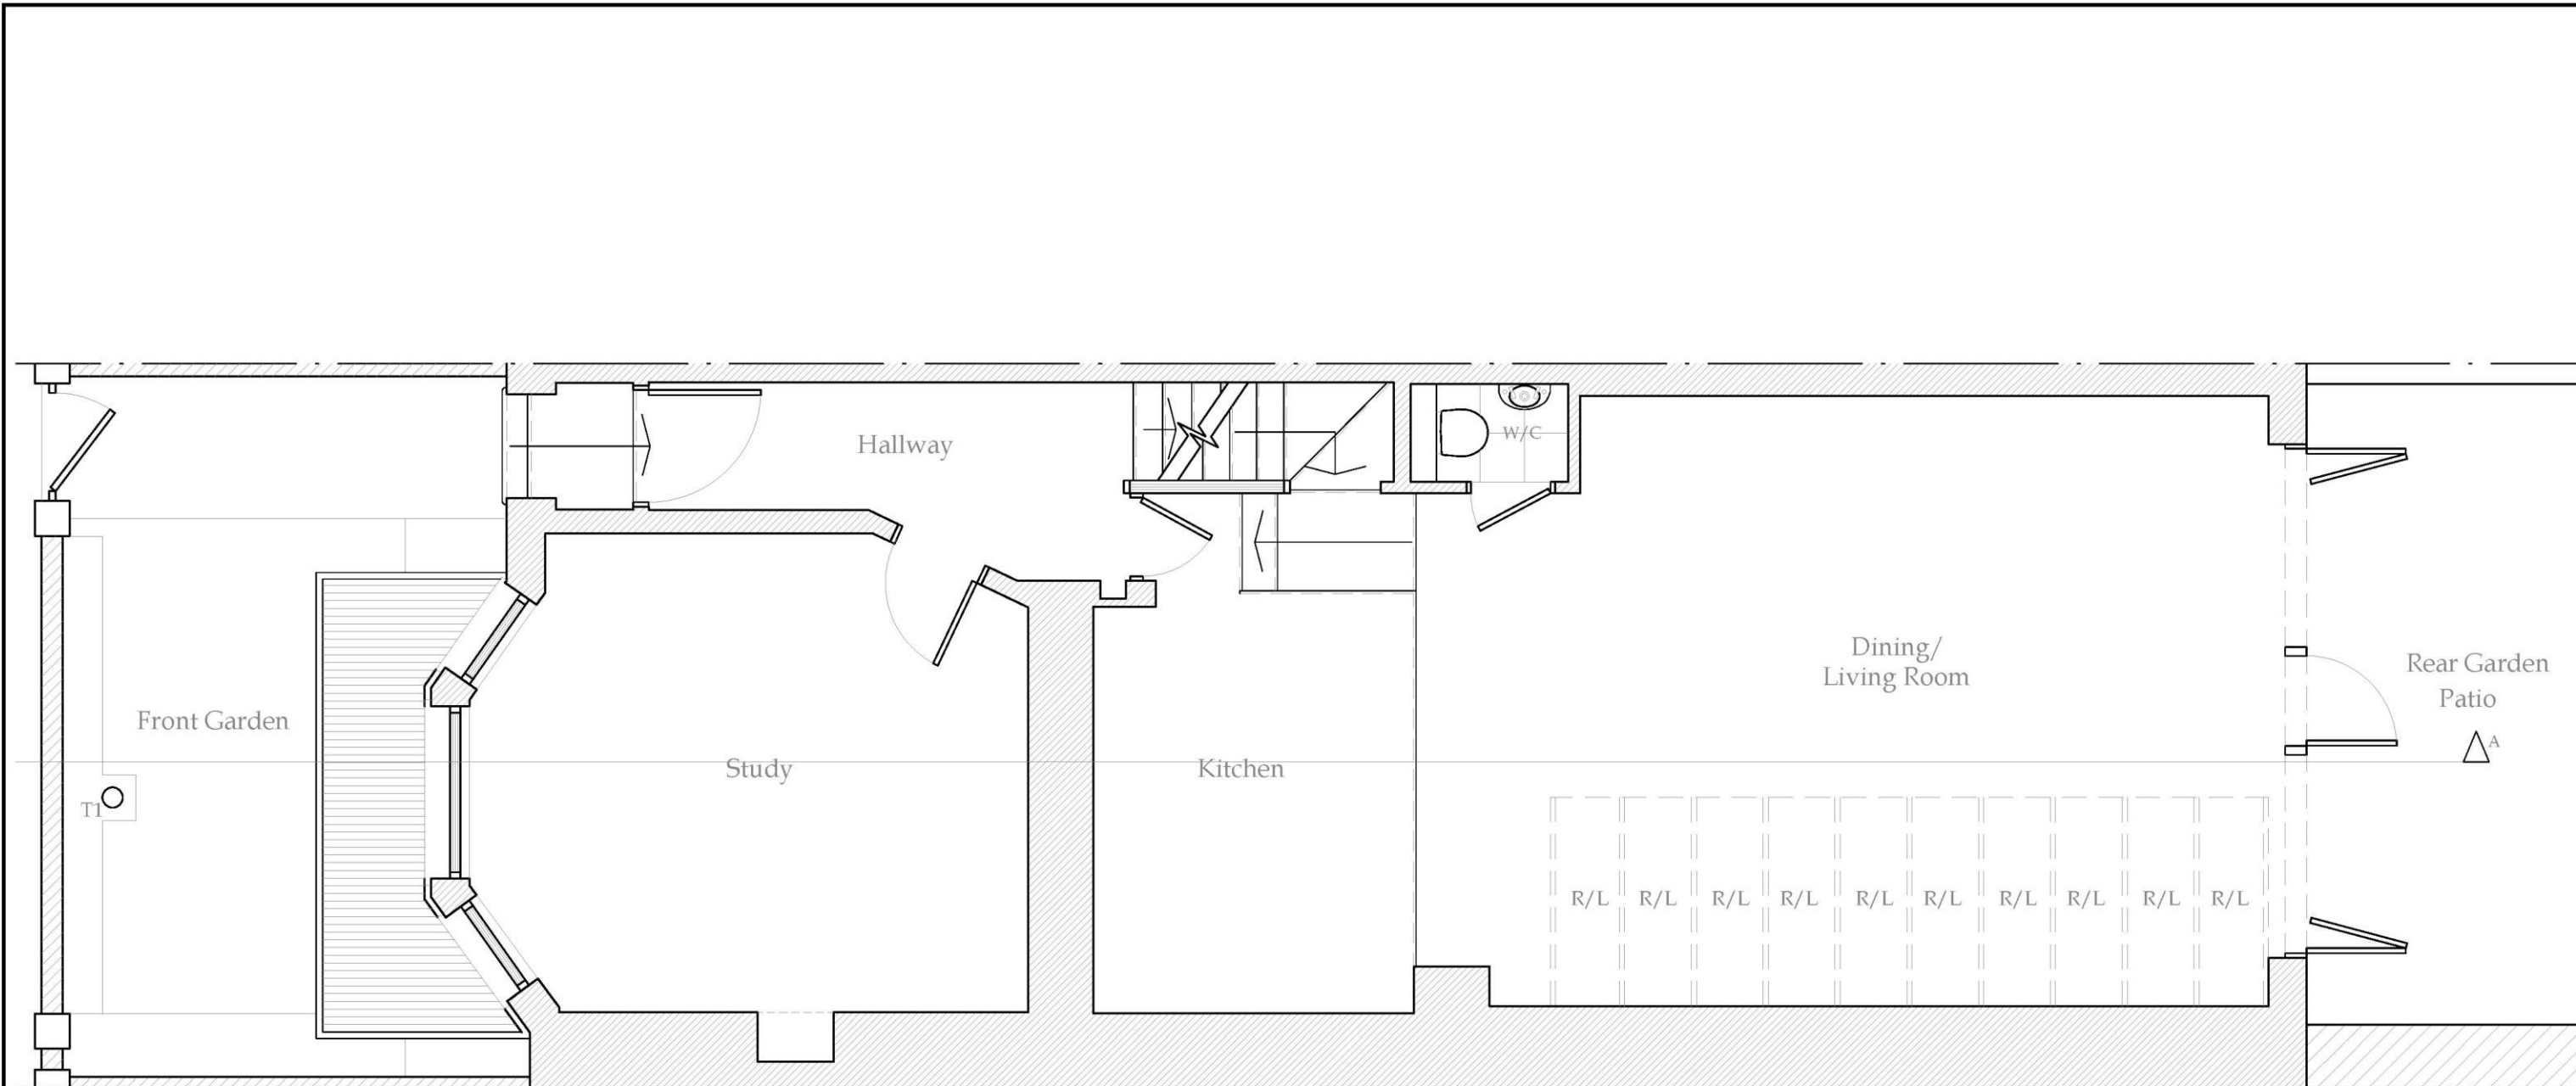 Hallway
W/C
Dining/
Living Room
Rear Garden
Patio
A
Front Garden
Study
Kitchen
T1
R/L R/L R/L R/L R/L R/L R/L R/L R/L R/L